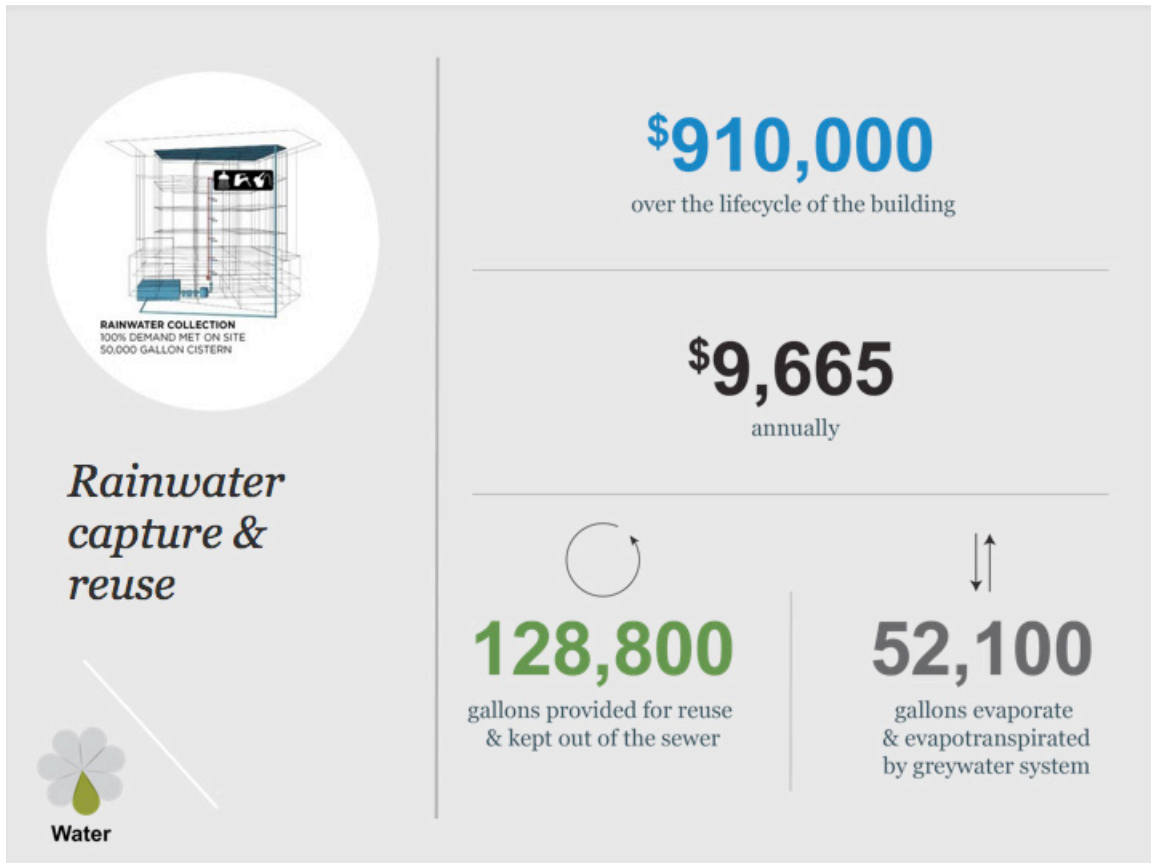 RAINWATER COLLECTION
100% DEMAND MET ON SITE
50,000 GALLON CISTERN
Rainwater
capture &
reuse
Water
$910,000
over the lifecycle of the building
$9,665
annually
128,800
gallons provided for reuse
& kept out of the sewer
52,100
gallons evaporate
& evapotranspirated
by greywater system